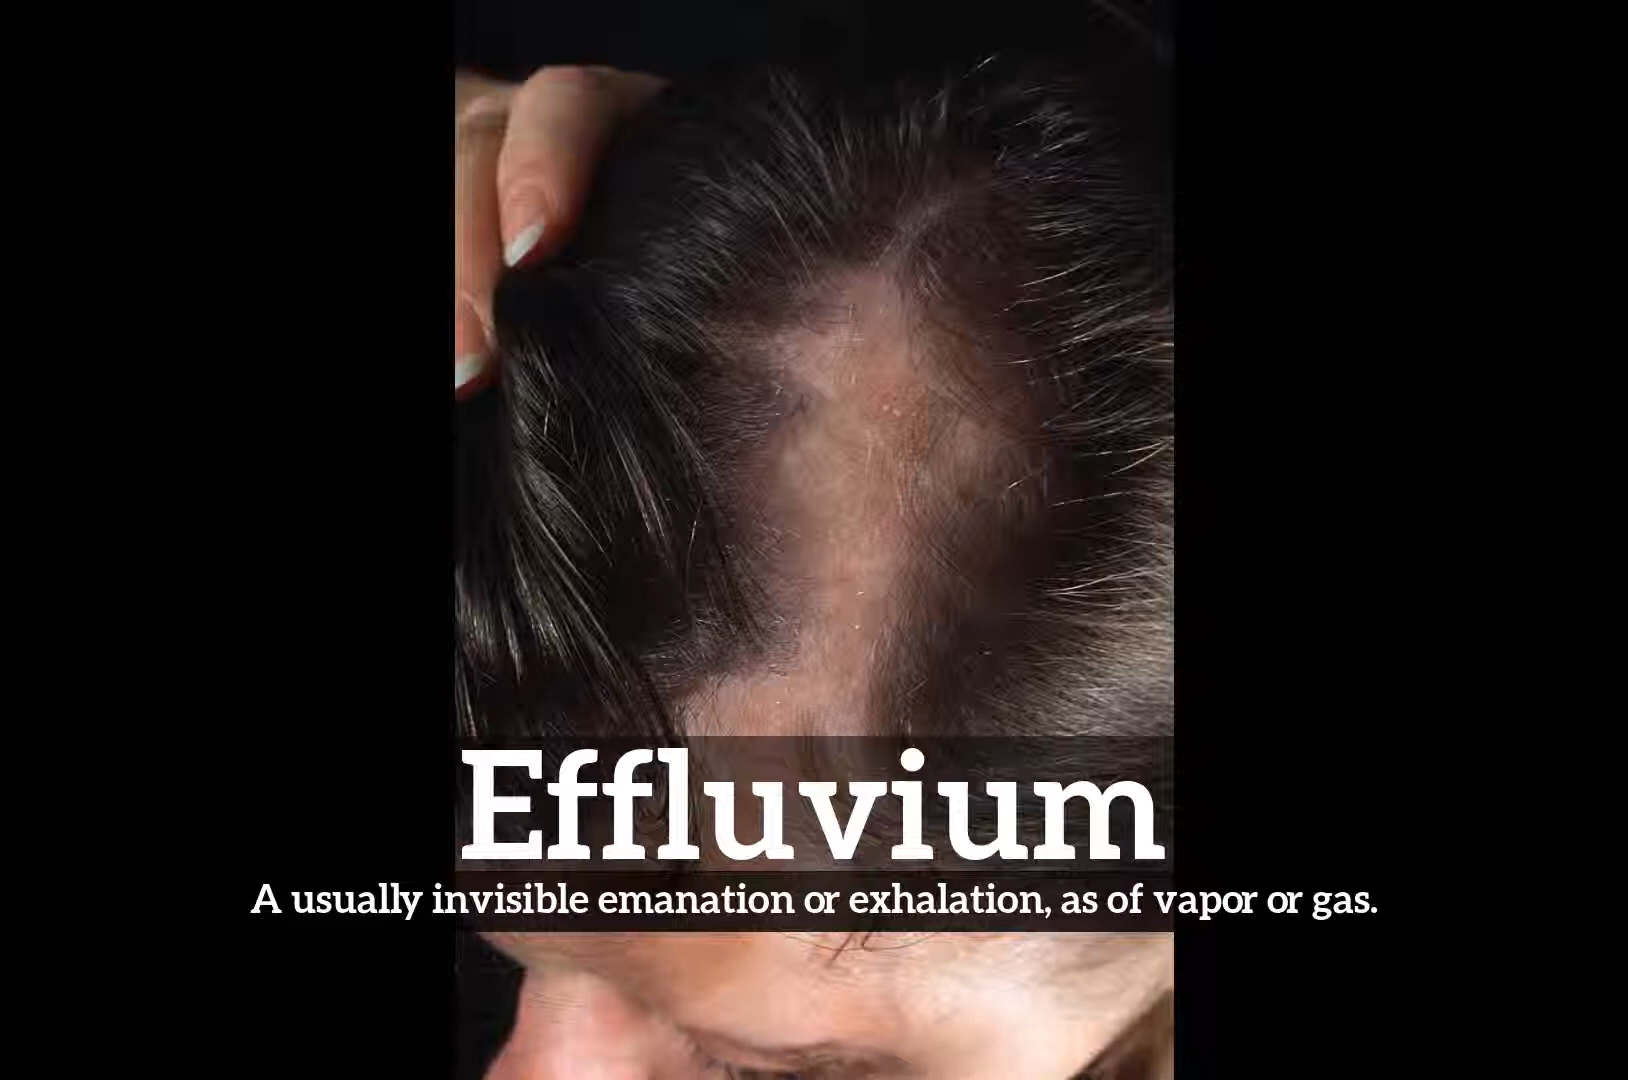 Effluvium
A usually invisible emanation or exhalation, as of vapor or gas.